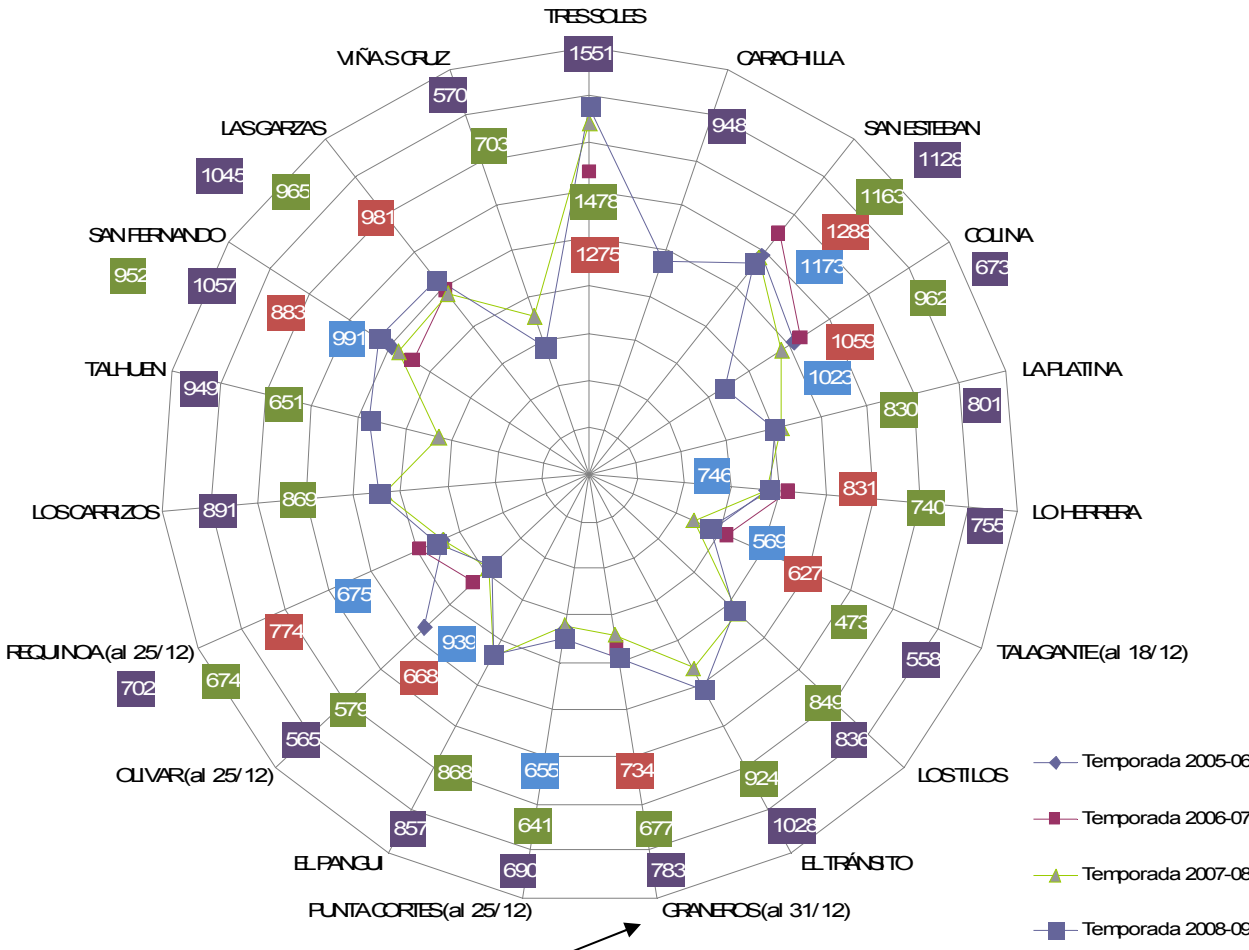 TRES SOLES
1551
VIÑAS CRUZ
CARACHILLA
570
948
LAS GARZAS
703
SAN ESTEBAN
1128
1045
965
1163
981
1478
1288
SAN FERNANDO
COLINA
952
1057
1275
1173
673
883
962
991
1059
TALHUEN
1023
LA PLATINA
949
651
830
801
746
831
LOS CARRIZOS
891
869
740
LO HERRERA
755
569
627
675
774
473
REQUINOA (al 25/12)
939
TALAGANTE (al 18/12)
702
674
668
558
579
849
565
836
OLIVAR (al 25/12)
868
655
734
924
LOS TILOS
857
641
677
1028
EL PANGUI
690
783
EL TRÁNSITO
PUNTA CORTES (al 25/12)
GRANEROS (al 31/12)
Temporada 2005-06
Temporada 2006-07
Temporada 2007-08
Temporada 2008-09